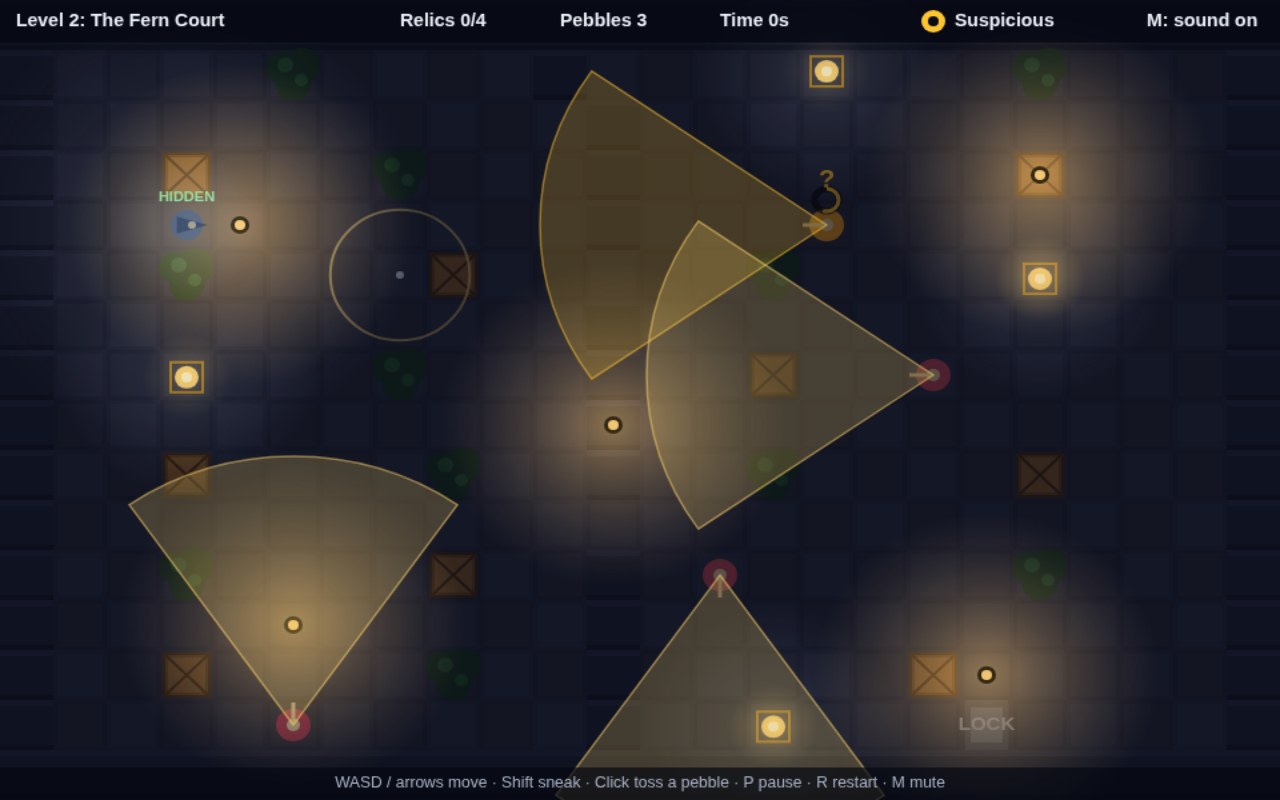 Level 2: The Fern Court Relics 0/4 Pebbles 3 Time 0s Suspicious M: sound on
?
HIDDEN
LOCK
WASD / arrows move · Shift sneak · Click toss a pebble · P pause · R restart · M mute